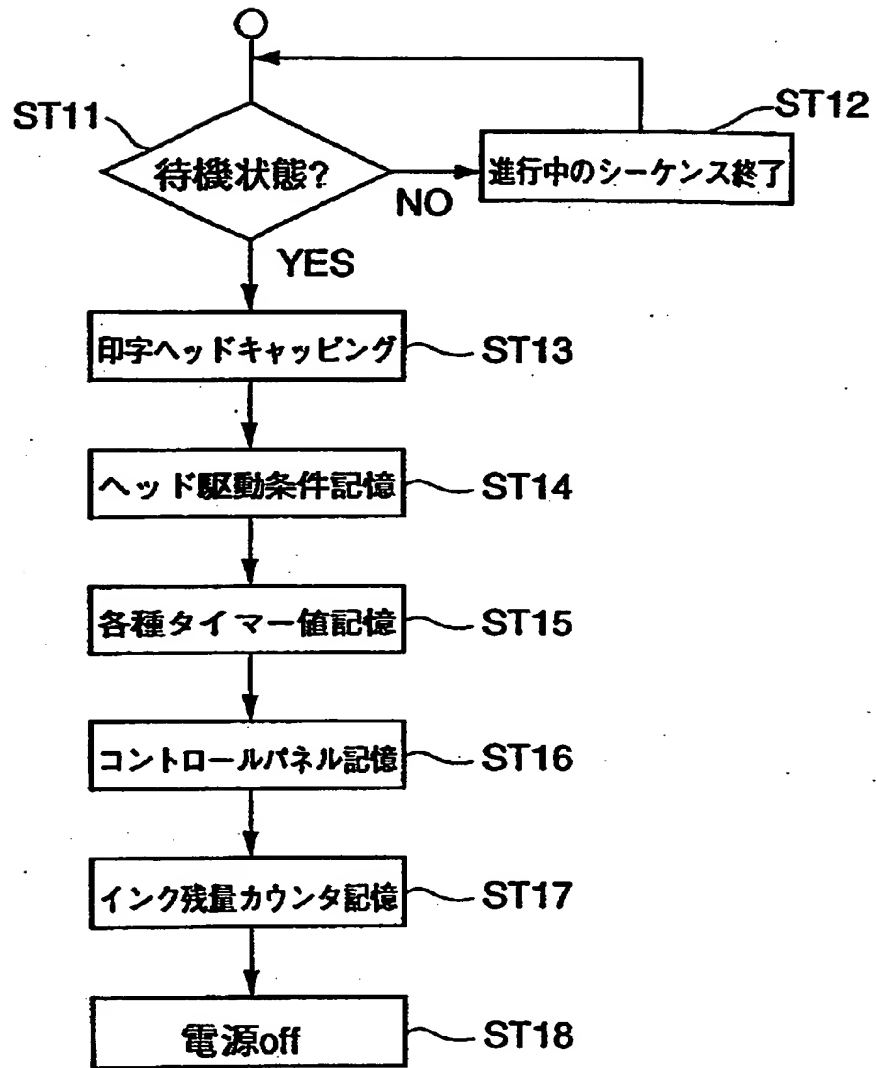 ST11
待機状態?
NO
YES
ST12
進行中のシーケンス終了
印字ヘッドキャッピング
ST13
ヘッド駆動条件記憶
ST14
各種タイマー値記憶
ST15
コントロールパネル記憶
ST16
インク残量カウンタ記憶
ST17
電源off
ST18